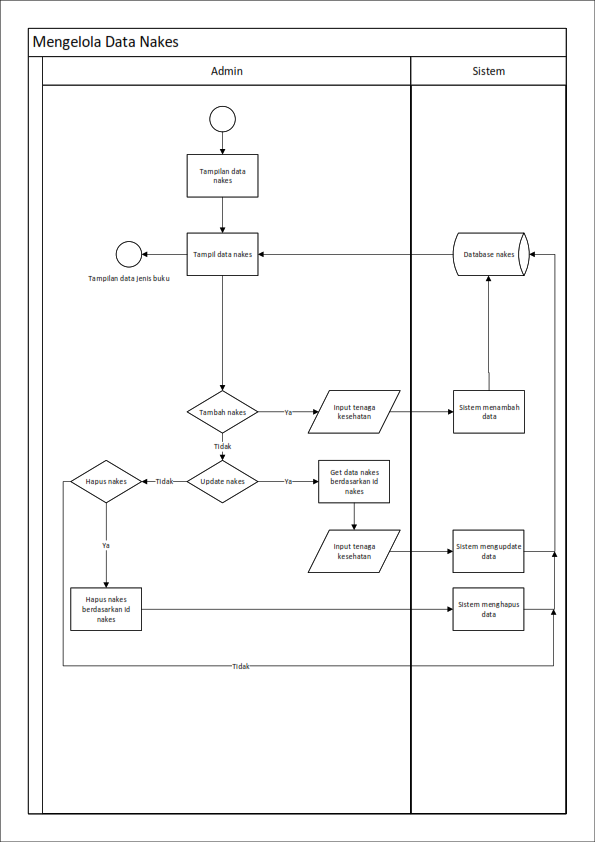 Mengelola Data Nakes
Admin
Sistem
Tampilan data
nakes
Tampil data nakes
Database nakes
Tampilan data jenis buku
Tambah nakes
Ya
Input tenaga
kesehatan
Sistem menambah
data
Tidak
Hapus nakes
Tidak
Update nakes
Ya
Get data nakes
berdasarkan id
nakes
Ya
Input tenaga
kesehatan
Sistem mengupdate
data
Hapus nakes
berdasarkan id
nakes
Sistem menghapus
data
Tidak